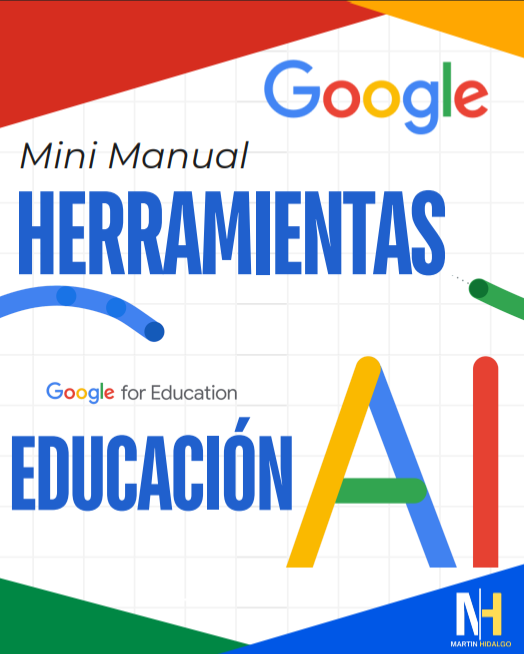 Google
Mini Manual
HERRAMIENTAS
Google for Education
EDUCACIÓN
AI
NH
MARTIN HIDALGO